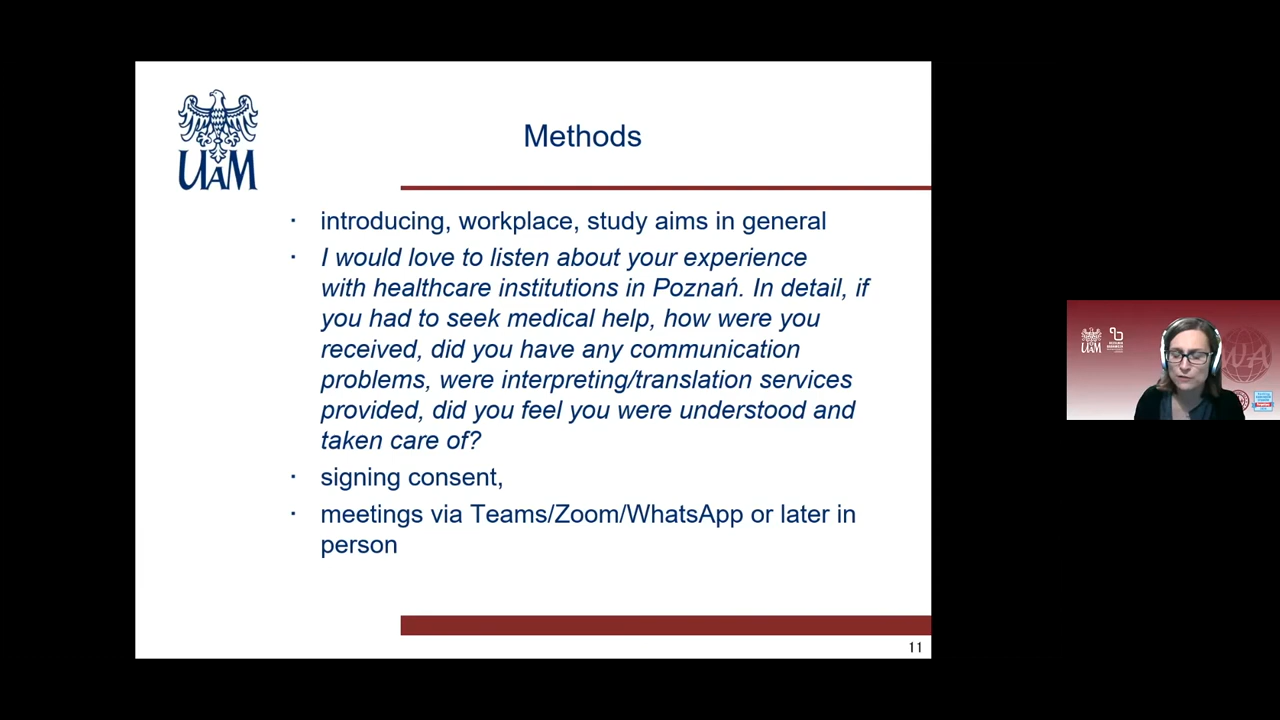 UAM
Methods
· introducing, workplace, study aims in general
· I would love to listen about your experience
with healthcare institutions in Poznań. In detail, if
you had to seek medical help, how were you
received, did you have any communication
problems, were interpreting/translation services
provided, did you feel you were understood and
taken care of?
· signing consent,
· meetings via Teams/Zoom/WhatsApp or later in
person
11
UAM
WA